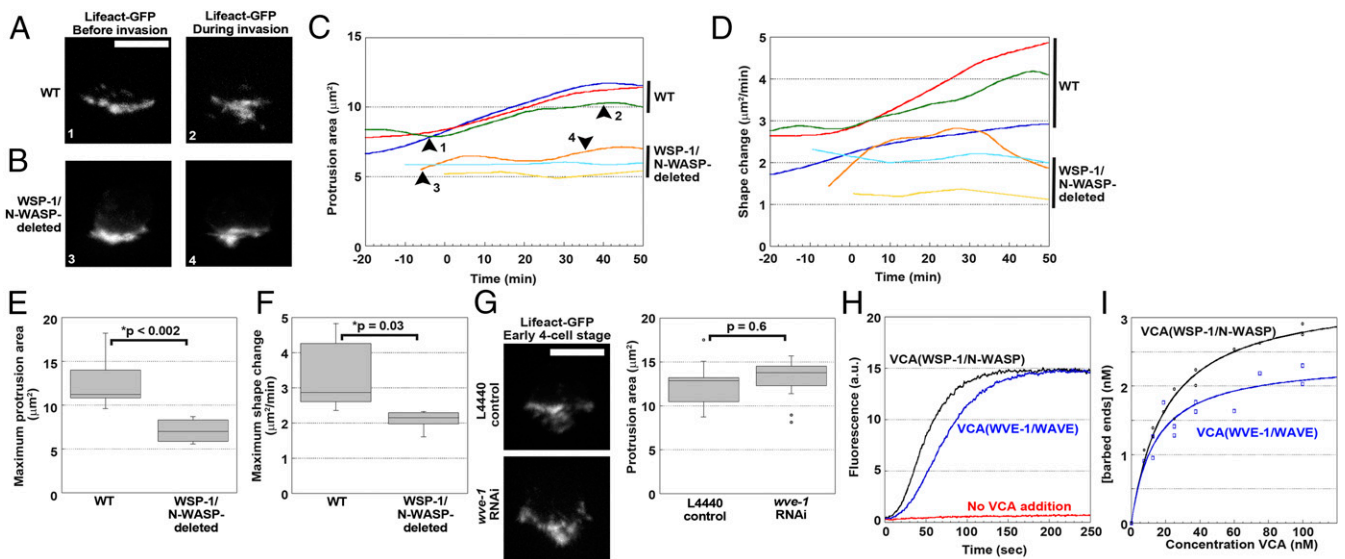 A
Lifeact-GFP
Before invasion
Lifeact-GFP
During invasion
WT
1
2
B
WSP-1/
N-WASP-
deleted
3
4
C
Protrusion area (µm²)
20
15
10
5
0
-20
-10
0
10
20
30
40
50
Time (min)
1
2
3
4
WT
WSP-1/
N-WASP-
deleted
D
Shape change (µm²/min)
5
4
3
2
1
0
-20
-10
0
10
20
30
40
50
Time (min)
WT
WSP-1/
N-WASP-
deleted
E
Maximum protrusion area
(µm²)
20
15
10
5
0
*p < 0.002
WT
WSP-1/
N-WASP-
deleted
F
Maximum shape change
(µm²/min)
5
4
3
2
1
0
*p = 0.03
WT
WSP-1/
N-WASP-
deleted
G
Lifeact-GFP
Early 4-cell stage
L4440
control
wve-1
RNAi
Protrusion area (µm²)
20
15
10
5
0
p = 0.6
L4440
control
wve-1
RNAi
H
Fluorescence (a.u.)
20
15
10
5
0
VCA(WSP-1/N-WASP)
VCA(WVE-1/WAVE)
No VCA addition
0
50
100
150
200
250
Time (sec)
I
[barbed ends] (nM)
3
2
1
0
VCA(WSP-1/N-WASP)
VCA(WVE-1/WAVE)
0
20
40
60
80
100
Concentration VCA (nM)